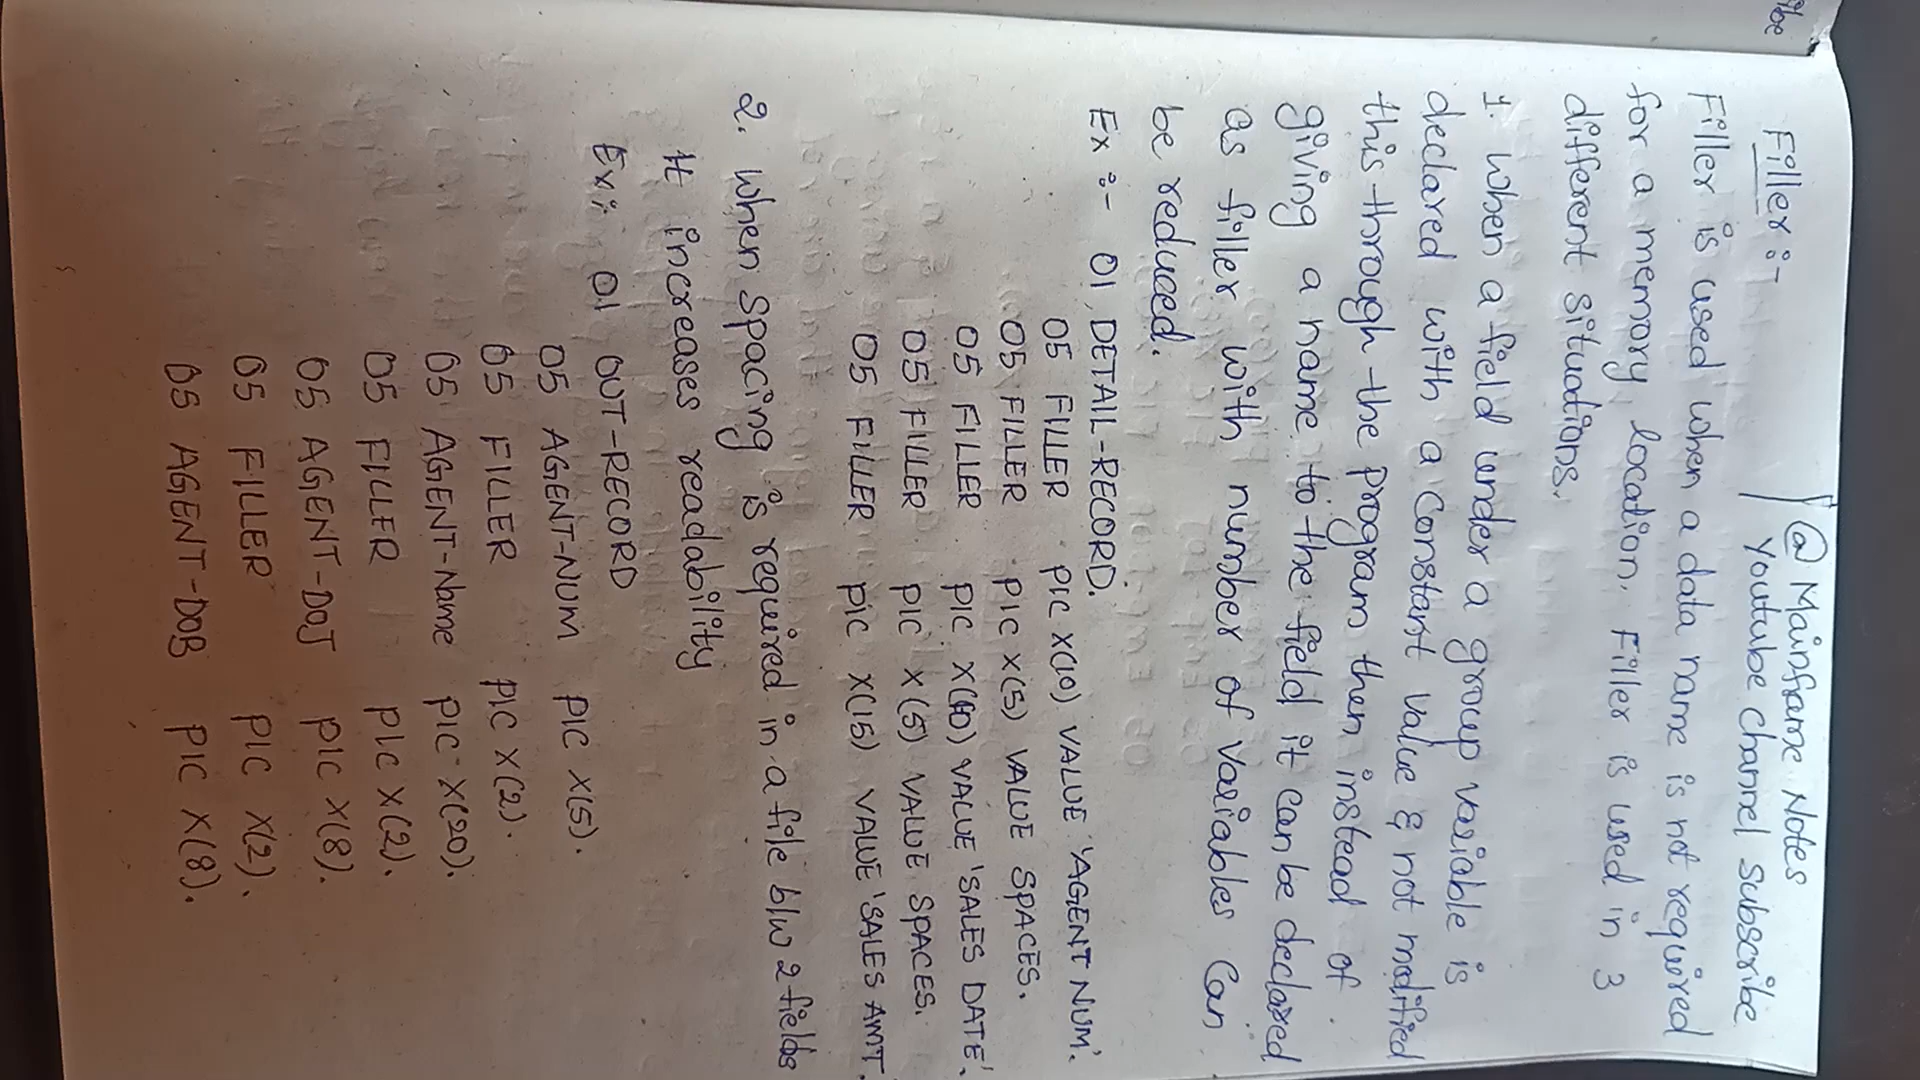 @ Mainframe Notes
Youtube channel subscribe
Filler :-
Filler is used when a data name is not required
for a memory location. Filler is used in 3
different situations.
1. When a field under a group variable is
declared with a constant value & not modified
this through the program then instead of
giving a name to the field it can be declared
as filler with number of variables can
be reduced.
Ex :- 01 DETAIL-RECORD.
05 FILLER PIC X(10) VALUE 'AGENT NUM'.
05 FILLER PIC X(5) VALUE SPACES.
05 FILLER PIC X(10) VALUE 'SALES DATE'.
05 FILLER PIC X(5) VALUE SPACES.
05 FILLER PIC X(15) VALUE 'SALES AMT.
2. When Spacing is required in a file b/w 2 fields
It increases readability
Ex: 01 OUT-RECORD
05 AGENT-NUM PIC X(5).
05 FILLER PIC X(2).
05 AGENT-Name PIC X(20).
05 FILLER PIC X(2).
05 AGENT-DOJ PIC X(8).
05 FILLER PIC X(2).
05 AGENT-DOB PIC X(8).